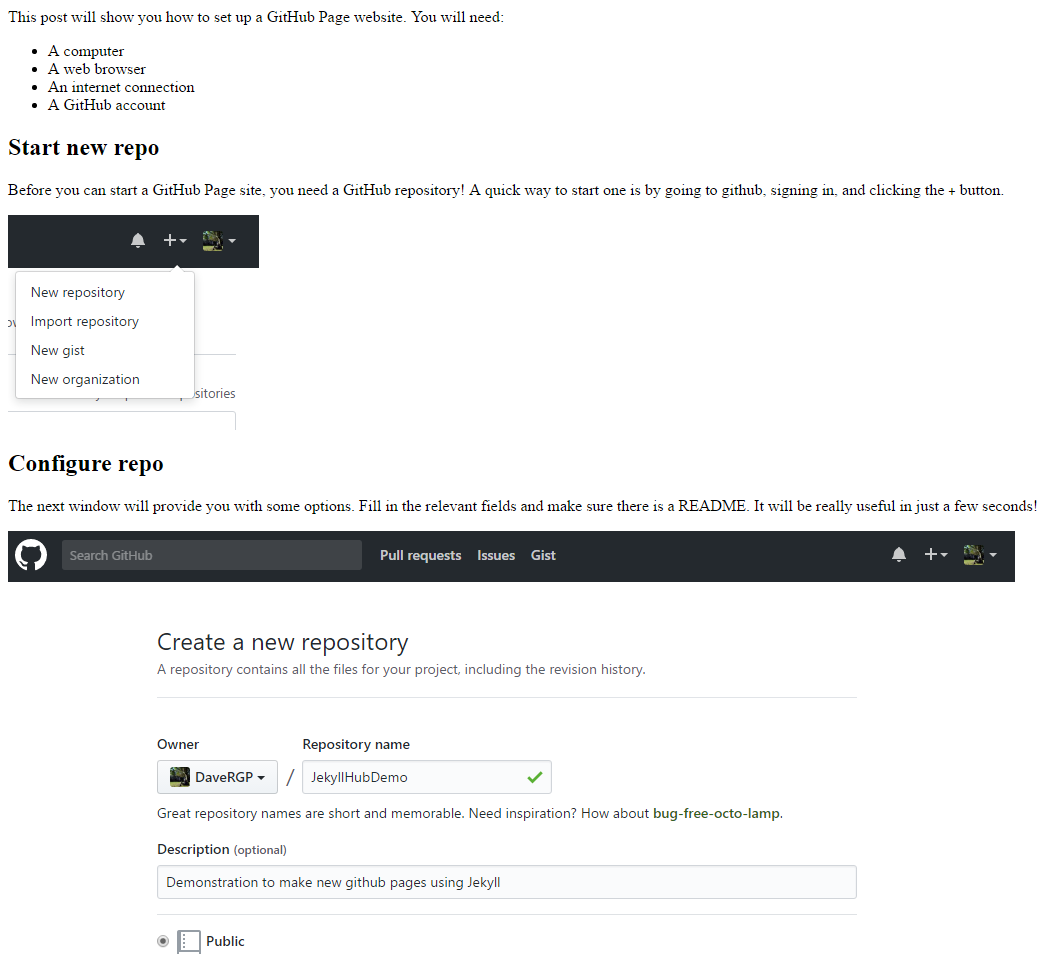 This post will show you how to set up a GitHub Page website. You will need:
A computer
A web browser
An internet connection
A GitHub account
Start new repo
Before you can start a GitHub Page site, you need a GitHub repository! A quick way to start one is by going to github, signing in, and clicking the + button.
New repository
Import repository
New gist
New organization
sitories
Configure repo
The next window will provide you with some options. Fill in the relevant fields and make sure there is a README. It will be really useful in just a few seconds!
Search GitHub Pull requests Issues Gist
Create a new repository
A repository contains all the files for your project, including the revision history.
Owner Repository name
DaveRGP / JekyllHubDemo
Great repository names are short and memorable. Need inspiration? How about bug-free-octo-lamp.
Description (optional)
Demonstration to make new github pages using Jekyll
Public